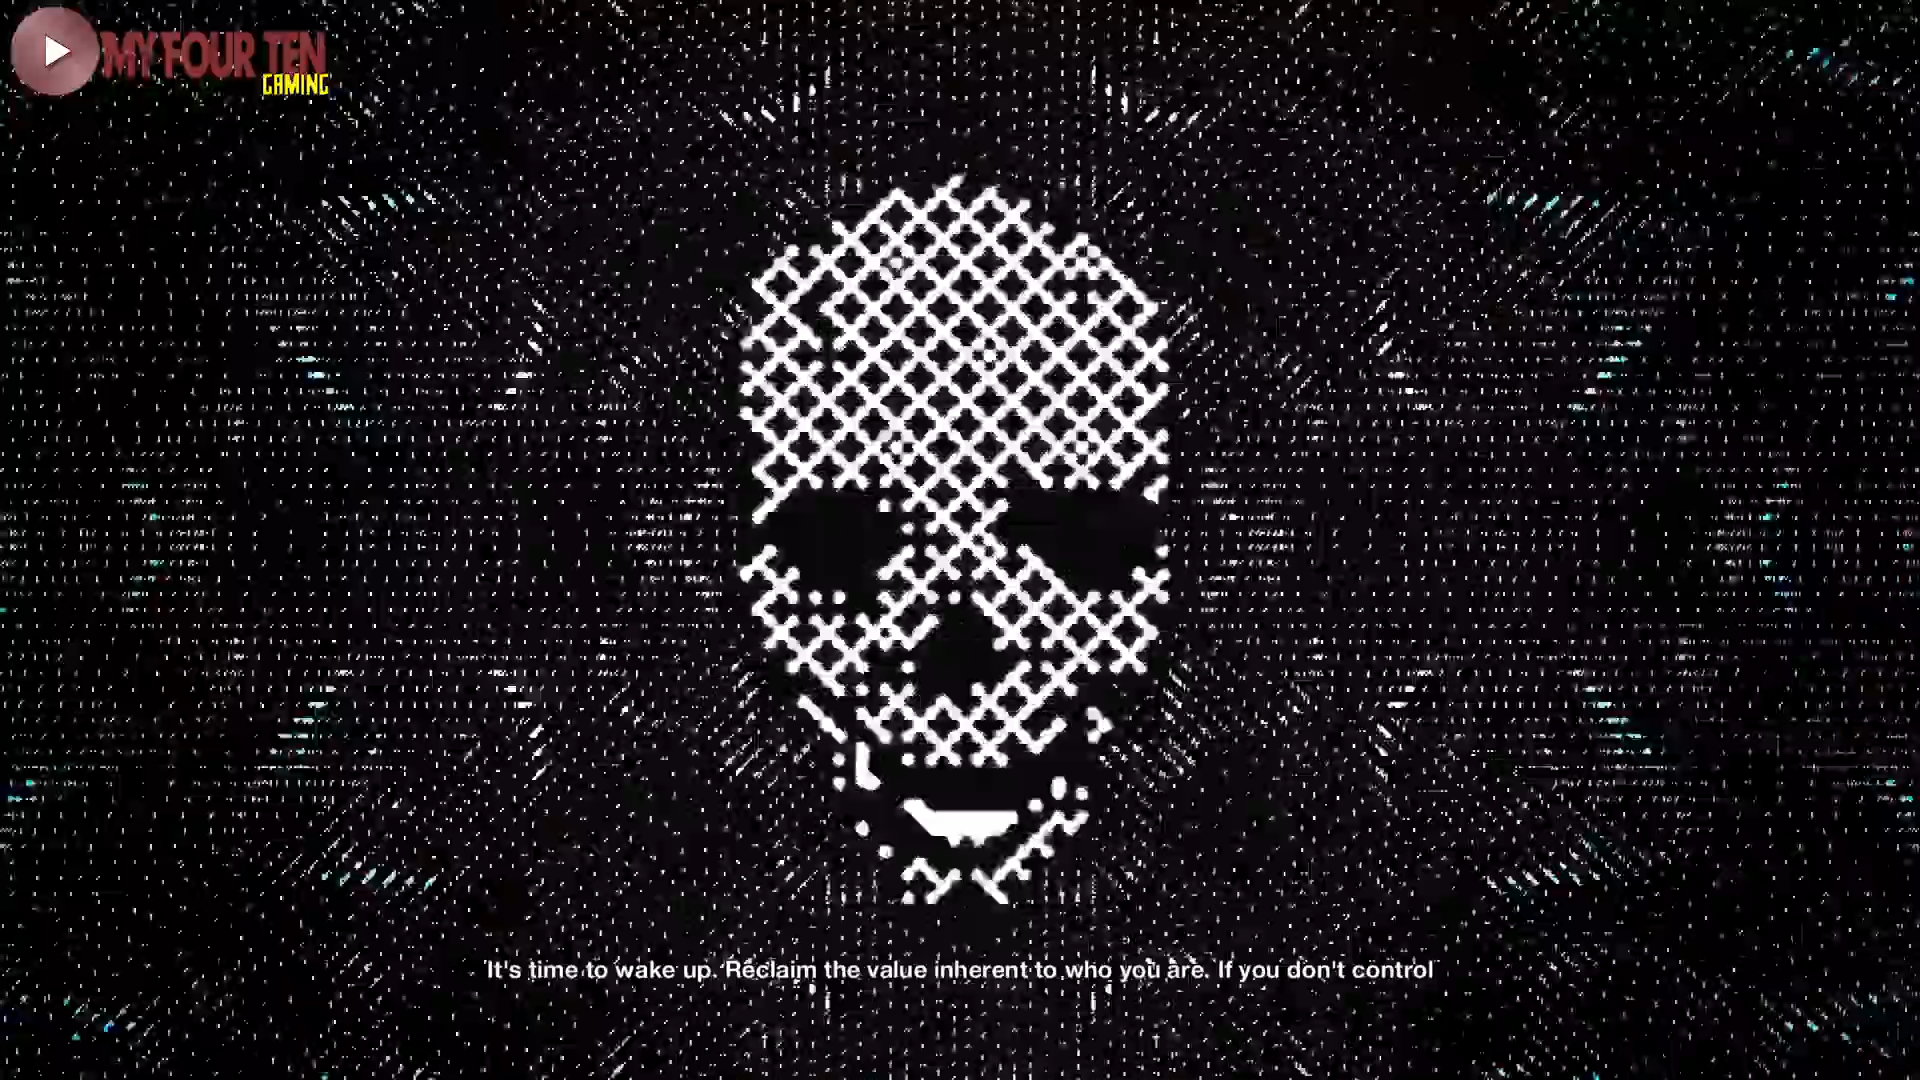 MY FOUR TEN
GAMING
It's time to wake up. Reclaim the value inherent to who you are. If you don't control